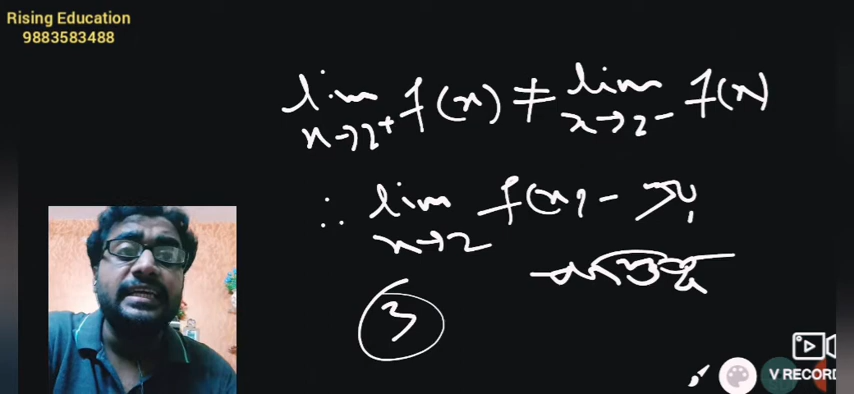 Rising Education
9883583488
lim x→2+ f(x) ≠ lim x→2- f(x)
∴ lim x→2 f(x) -
3
V RECORD